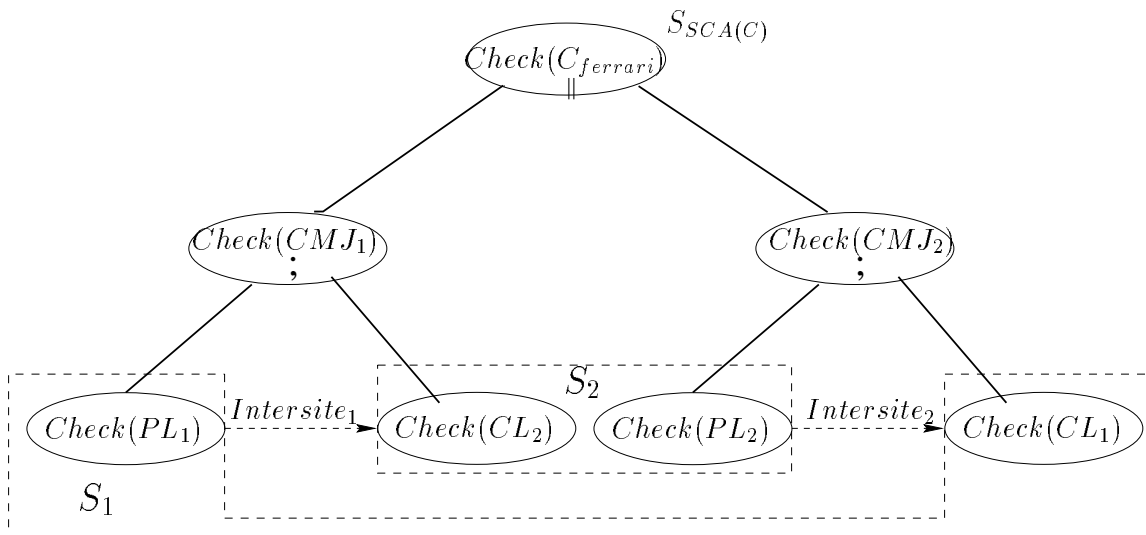 S_{SCA(C)}
Check(C_{ferrari})
||
Check(CMJ_1)
;
Check(CMJ_2)
;
S_2
Intersite_1
Intersite_2
Check(PL_1)
Check(CL_2)
Check(PL_2)
Check(CL_1)
S_1